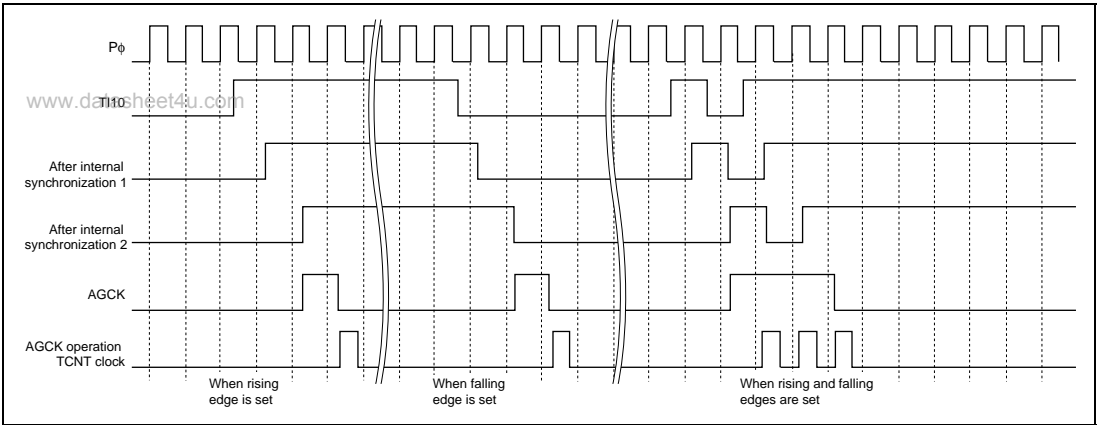 Pφ
www.datasheet4u.com
TI10
After internal
synchronization 1
After internal
synchronization 2
AGCK
AGCK operation
TCNT clock
When rising
edge is set
When falling
edge is set
When rising and falling
edges are set